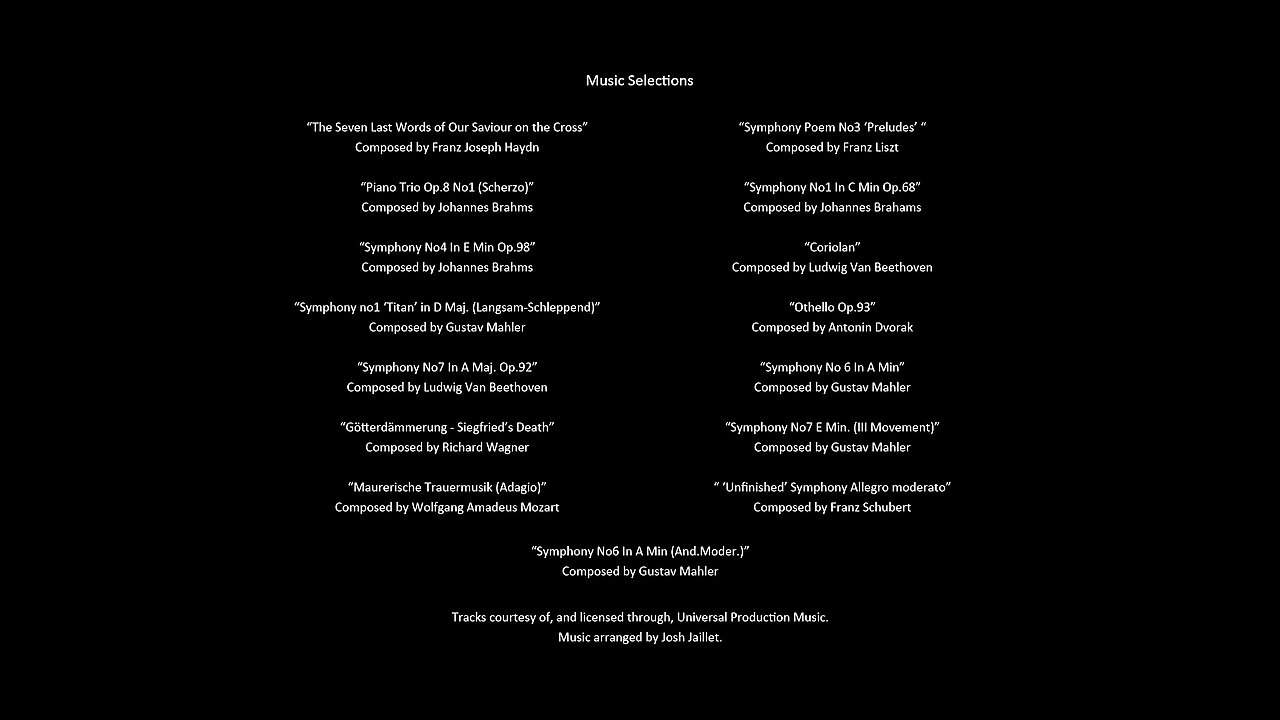 Music Selections
“The Seven Last Words of Our Saviour on the Cross”
Composed by Franz Joseph Haydn
“Piano Trio Op.8 No1 (Scherzo)”
Composed by Johannes Brahms
“Symphony No4 In E Min Op.98”
Composed by Johannes Brahms
“Symphony no1 ‘Titan’ in D Maj. (Langsam-Schleppend)”
Composed by Gustav Mahler
“Symphony No7 In A Maj. Op.92”
Composed by Ludwig Van Beethoven
“Götterdämmerung - Siegfried’s Death”
Composed by Richard Wagner
“Maurerische Trauermusik (Adagio)”
Composed by Wolfgang Amadeus Mozart
“Symphony Poem No3 ‘Preludes’ “
Composed by Franz Liszt
“Symphony No1 In C Min Op.68”
Composed by Johannes Brahams
“Coriolan”
Composed by Ludwig Van Beethoven
“Othello Op.93”
Composed by Antonin Dvorak
“Symphony No 6 In A Min”
Composed by Gustav Mahler
“Symphony No7 E Min. (III Movement)”
Composed by Gustav Mahler
“ ‘Unfinished’ Symphony Allegro moderato”
Composed by Franz Schubert
“Symphony No6 In A Min (And.Moder.)”
Composed by Gustav Mahler
Tracks courtesy of, and licensed through, Universal Production Music.
Music arranged by Josh Jaillet.